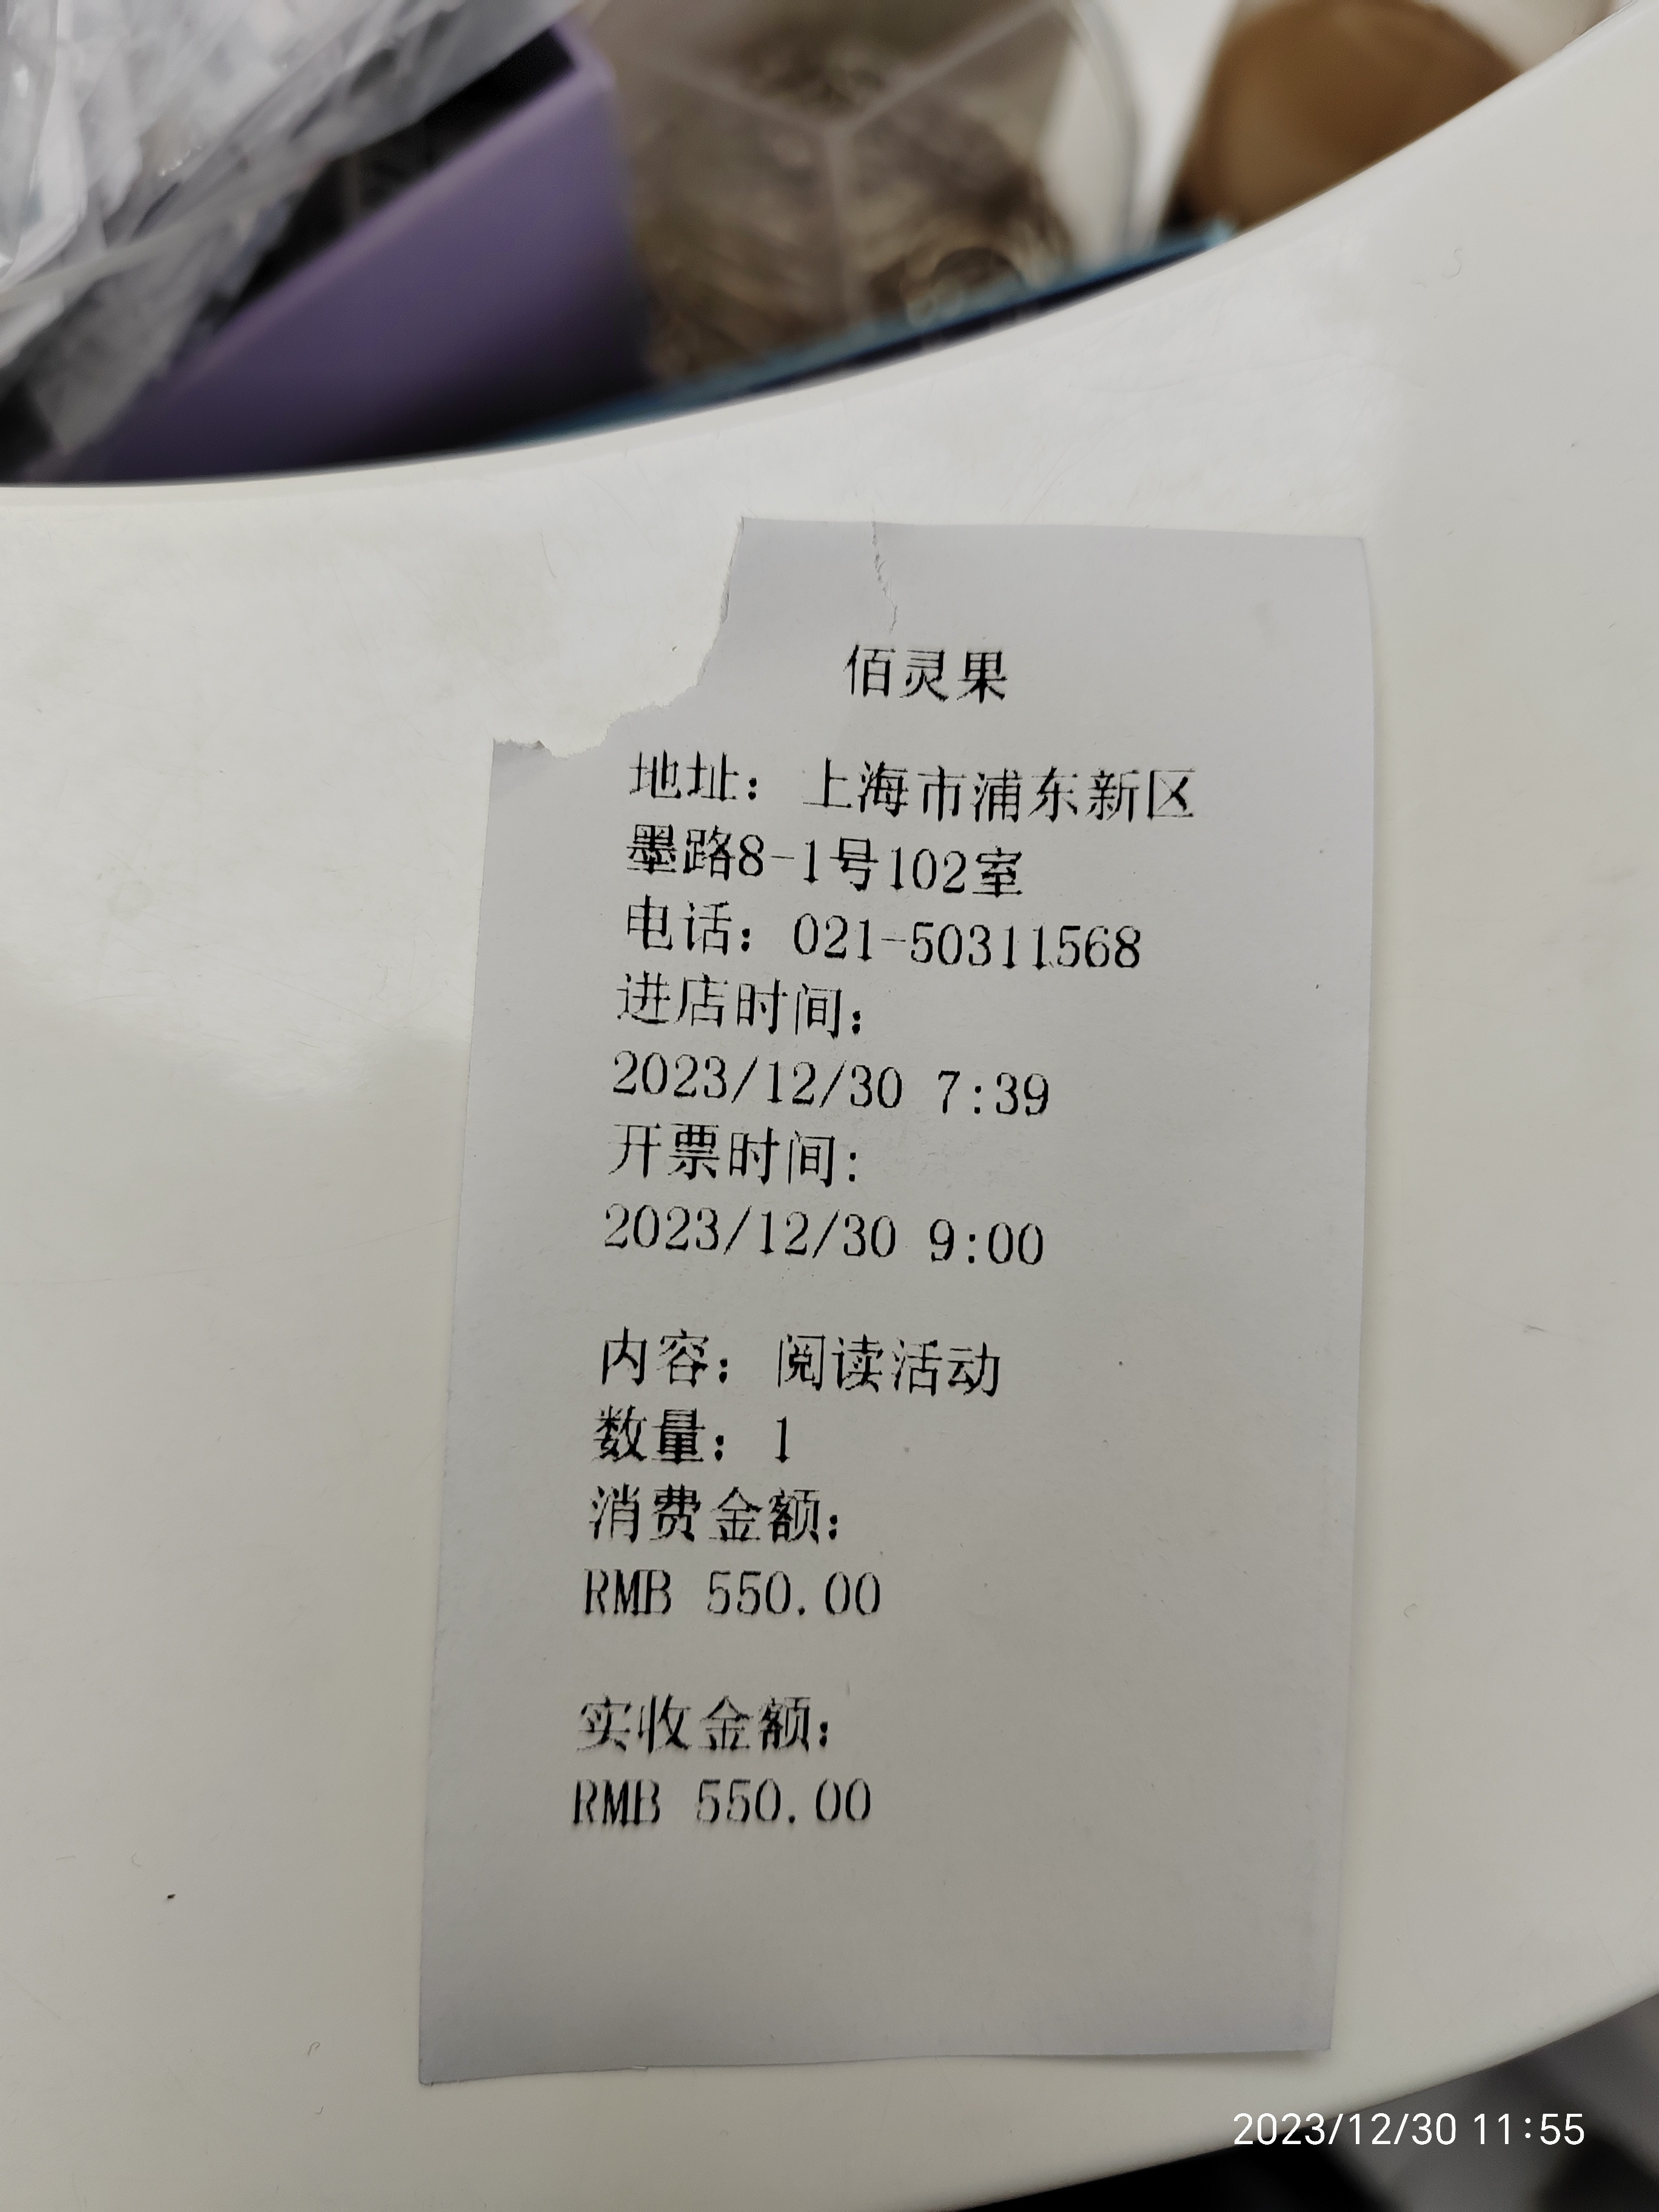 佰灵果
地址：上海市浦东新区
墨路8-1号102室
电话：021-50311568
进店时间：
2023/12/30 7:39
开票时间：
2023/12/30 9:00
内容：阅读活动
数量：1
消费金额：
RMB 550.00
实收金额：
RMB 550.00
2023/12/30 11:55